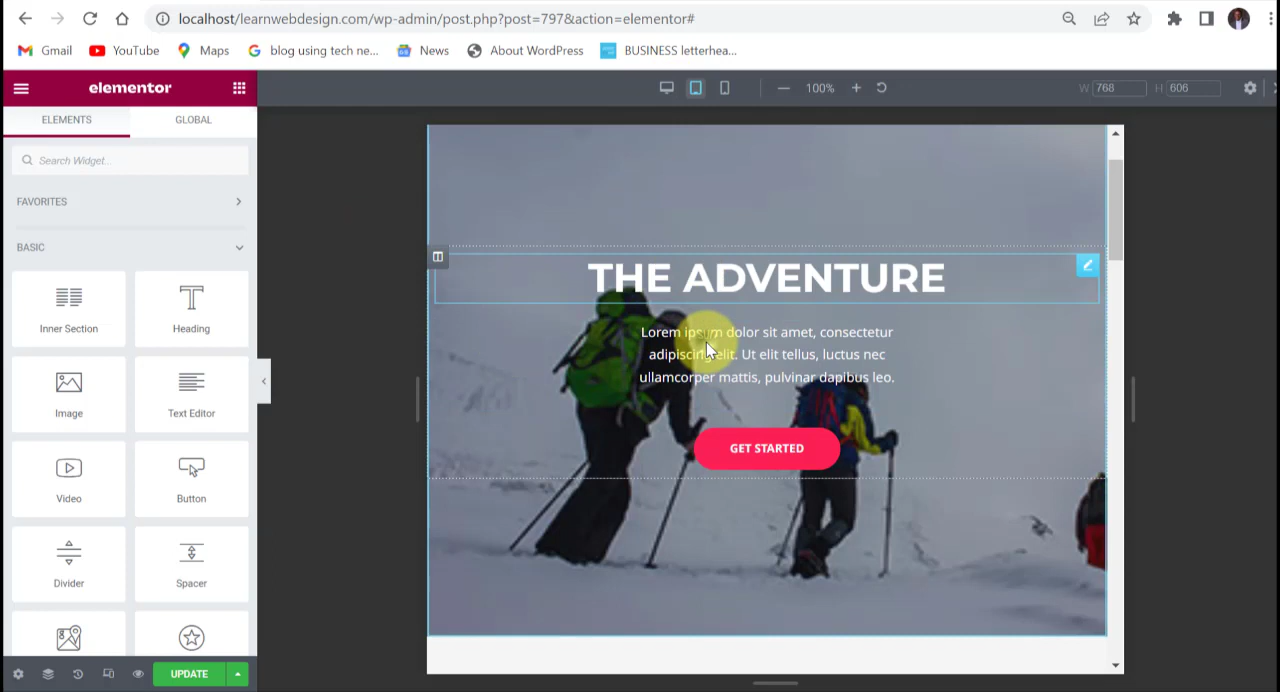 localhost/learnwebdesign.com/wp-admin/post.php?post=797&action=elementor#
Gmail YouTube Maps blog using tech ne... News About WordPress BUSINESS letterhea...
elementor
100% W 768 H 606
ELEMENTS GLOBAL
Search Widget...
FAVORITES
BASIC
Inner Section Heading
Image Text Editor
Video Button
Divider Spacer
UPDATE
THE ADVENTURE
Lorem ipsum dolor sit amet, consectetur
adipiscing elit. Ut elit tellus, luctus nec
ullamcorper mattis, pulvinar dapibus leo.
GET STARTED